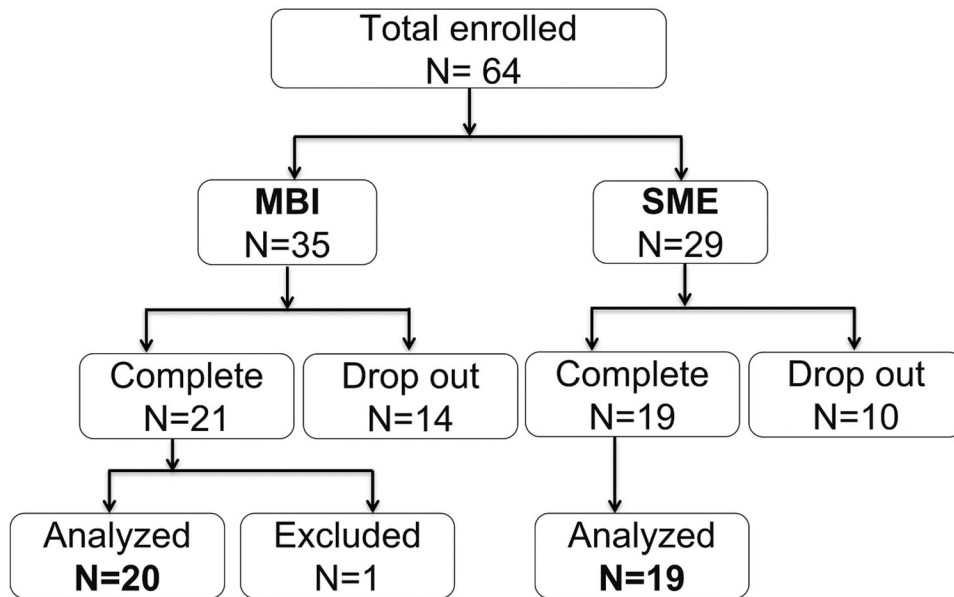 Total enrolled
N= 64
MBI
N=35
SME
N=29
Complete
N=21
Drop out
N=14
Complete
N=19
Drop out
N=10
Analyzed
N=20
Excluded
N=1
Analyzed
N=19